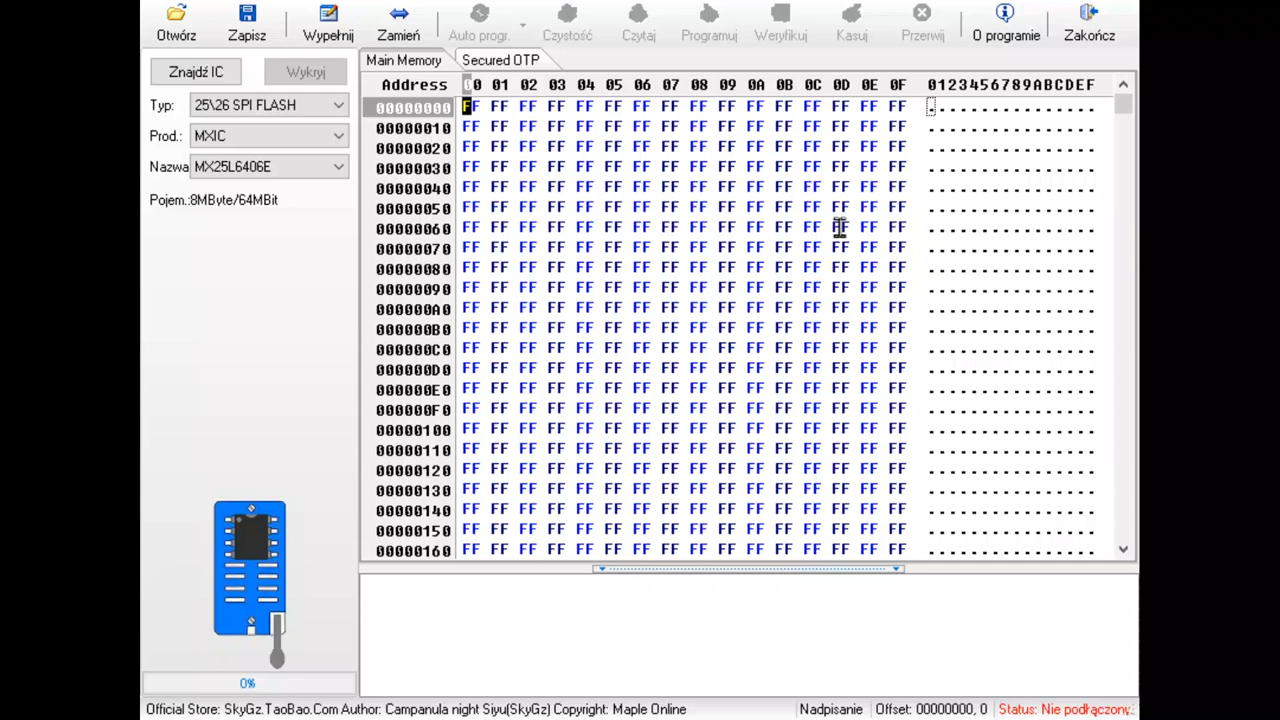 Otwórz Zapisz Wypełnij Zamień Auto progr. Czystość Czytaj Programuj Weryfikuj Kasuj Przerwij O programie Zakończ
Znajdź IC Wykryj
Typ: 25\26 SPI FLASH
Prod.: MXIC
Nazwa MX25L6406E
Pojem.:8MByte/64MBit
0%
Main Memory Secured OTP
Address 00 01 02 03 04 05 06 07 08 09 0A 0B 0C 0D 0E 0F 0123456789ABCDEF
00000000 FF FF FF FF FF FF FF FF FF FF FF FF FF FF FF FF ................
00000010 FF FF FF FF FF FF FF FF FF FF FF FF FF FF FF FF ................
00000020 FF FF FF FF FF FF FF FF FF FF FF FF FF FF FF FF ................
00000030 FF FF FF FF FF FF FF FF FF FF FF FF FF FF FF FF ................
00000040 FF FF FF FF FF FF FF FF FF FF FF FF FF FF FF FF ................
00000050 FF FF FF FF FF FF FF FF FF FF FF FF FF FF FF FF ................
00000060 FF FF FF FF FF FF FF FF FF FF FF FF FF FF FF FF ................
00000070 FF FF FF FF FF FF FF FF FF FF FF FF FF FF FF FF ................
00000080 FF FF FF FF FF FF FF FF FF FF FF FF FF FF FF FF ................
00000090 FF FF FF FF FF FF FF FF FF FF FF FF FF FF FF FF ................
000000A0 FF FF FF FF FF FF FF FF FF FF FF FF FF FF FF FF ................
000000B0 FF FF FF FF FF FF FF FF FF FF FF FF FF FF FF FF ................
000000C0 FF FF FF FF FF FF FF FF FF FF FF FF FF FF FF FF ................
000000D0 FF FF FF FF FF FF FF FF FF FF FF FF FF FF FF FF ................
000000E0 FF FF FF FF FF FF FF FF FF FF FF FF FF FF FF FF ................
000000F0 FF FF FF FF FF FF FF FF FF FF FF FF FF FF FF FF ................
00000100 FF FF FF FF FF FF FF FF FF FF FF FF FF FF FF FF ................
00000110 FF FF FF FF FF FF FF FF FF FF FF FF FF FF FF FF ................
00000120 FF FF FF FF FF FF FF FF FF FF FF FF FF FF FF FF ................
00000130 FF FF FF FF FF FF FF FF FF FF FF FF FF FF FF FF ................
00000140 FF FF FF FF FF FF FF FF FF FF FF FF FF FF FF FF ................
00000150 FF FF FF FF FF FF FF FF FF FF FF FF FF FF FF FF ................
00000160 FF FF FF FF FF FF FF FF FF FF FF FF FF FF FF FF ................
Official Store: SkyGz.TaoBao.Com Author: Campanula night Siyu(SkyGz) Copyright: Maple Online Nadpisanie Offset: 00000000, 0 Status: Nie podłączony.